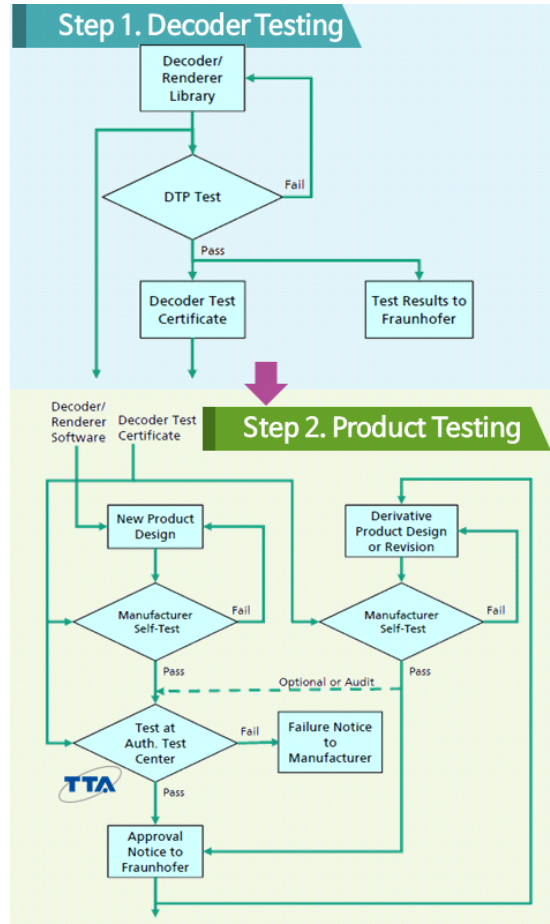 Step 1. Decoder Testing
Decoder/
Renderer
Library
DTP Test
Fail
Pass
Decoder Test
Certificate
Test Results to
Fraunhofer
Decoder/
Renderer
Software
Decoder Test
Certificate
Step 2. Product Testing
New Product
Design
Derivative
Product Design
or Revision
Manufacturer
Self-Test
Fail
Manufacturer
Self-Test
Fail
Pass
Pass
Optional or Audit
Test at
Auth. Test
Center
Fail
Failure Notice
to
Manufacturer
TTA
Pass
Approval
Notice to
Fraunhofer